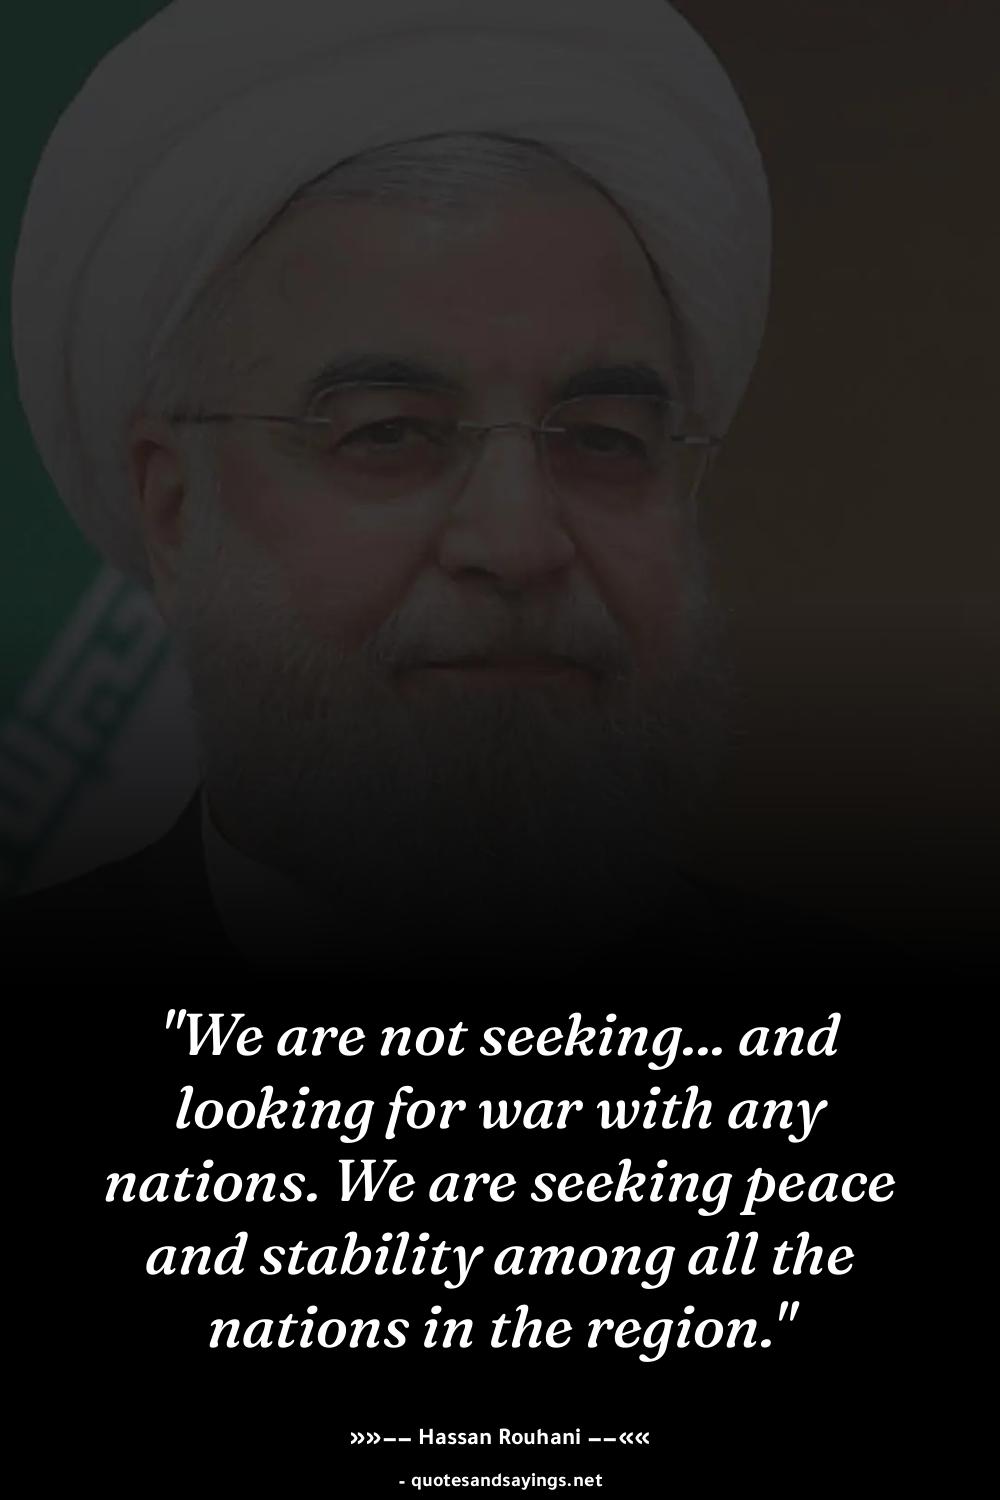 "We are not seeking... and
looking for war with any
nations. We are seeking peace
and stability among all the
nations in the region."
»»–– Hassan Rouhani ––««
- quotesandsayings.net